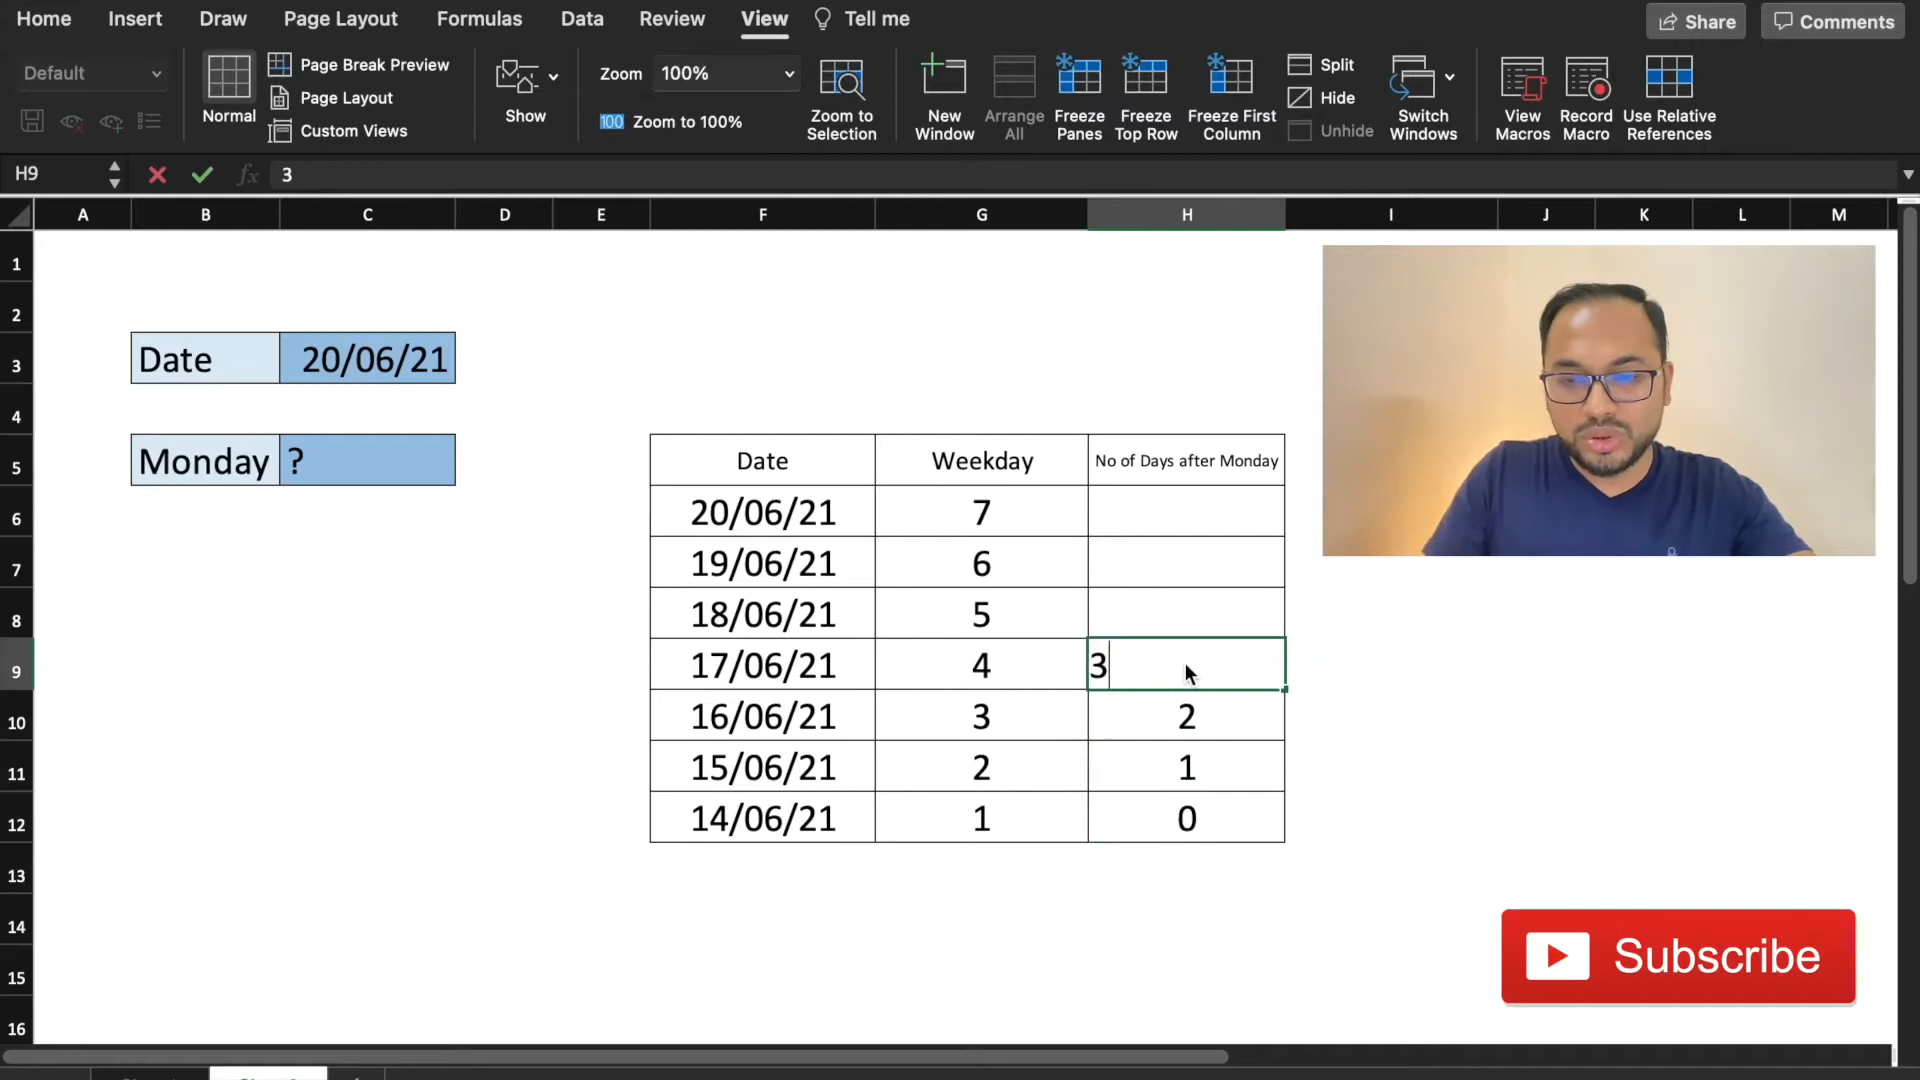 Home Insert Draw Page Layout Formulas Data Review View Tell me Share Comments
Default Normal Page Break Preview Page Layout Custom Views Show Zoom 100% 100 Zoom to 100% Zoom to Selection New Window Arrange All Freeze Panes Freeze Top Row Freeze First Column Split Hide Unhide Switch Windows View Macros Record Macro Use Relative References
H9 fx 3
A B C D E F G H I J K L M
1
2
3 Date 20/06/21
4
5 Monday ? Date Weekday No of Days after Monday
6 20/06/21 7
7 19/06/21 6
8 18/06/21 5
9 17/06/21 4 3
10 16/06/21 3 2
11 15/06/21 2 1
12 14/06/21 1 0
13
14
15
16
Subscribe